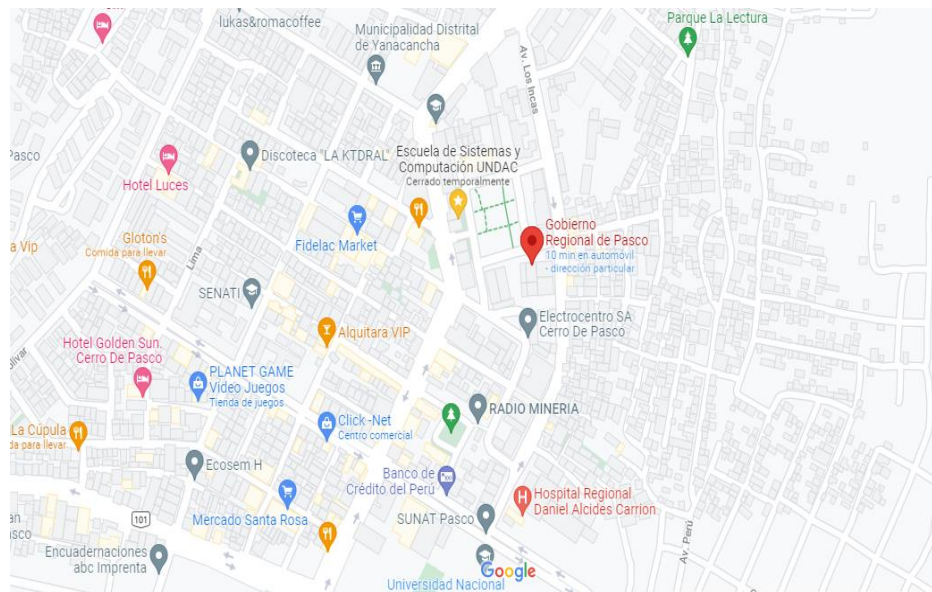 lukas&romacoffee
Municipalidad Distrital
de Yanacancha
Parque La Lectura
Av. Los Incas
Pasco
Discoteca "LA KTDRAL"
Escuela de Sistemas y
Computación UNDAC
Cerrado temporalmente
Hotel Luces
Gobierno
Regional de Pasco
10 min en automóvil
- dirección particular
a Vip
Gloton's
Comida para llevar
Lima
Fidelac Market
SENATI
Electrocentro SA
Cerro De Pasco
Alquitara VIP
Hotel Golden Sun.
Cerro De Pasco
olívar
PLANET GAME
Video Juegos
Tienda de juegos
RADIO MINERIA
Click -Net
Centro comercial
La Cúpula
da para llevar
Ecosem H
Banco de
Crédito del Perú
Hospital Regional
Daniel Alcides Carrion
Mercado Santa Rosa
SUNAT Pasco
101
an
asco
Av. Perú
Encuadernaciones
abc Imprenta
Google
Universidad Nacional